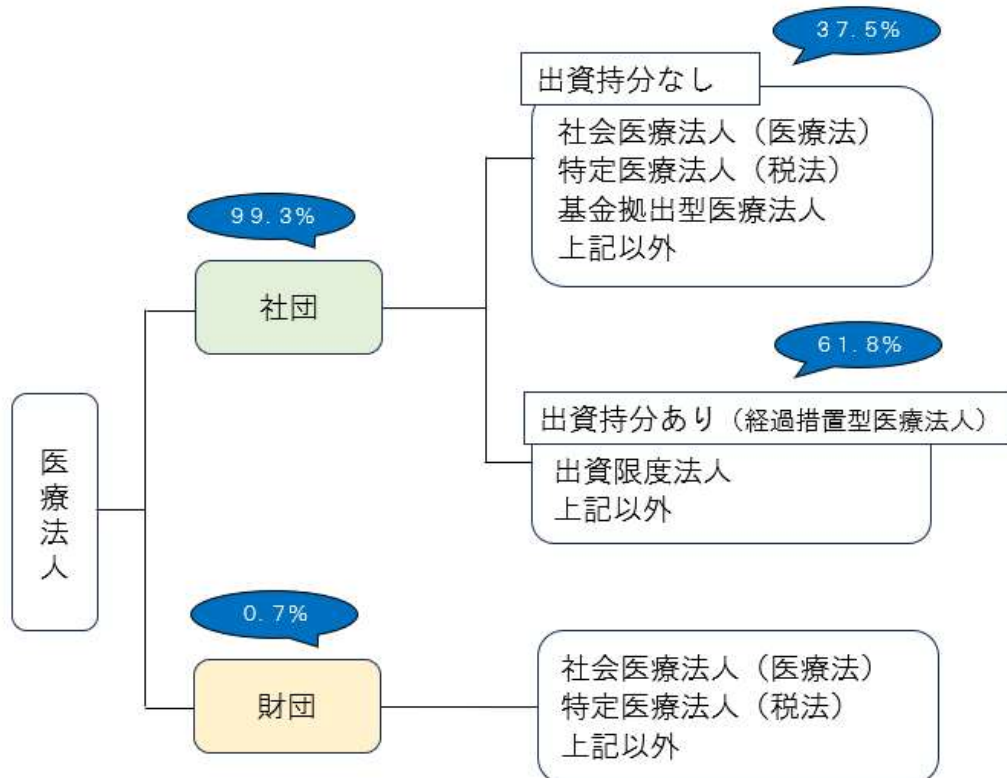 医療法人
99.3%
社団
37.5%
出資持分なし
社会医療法人（医療法）
特定医療法人（税法）
基金拠出型医療法人
上記以外
61.8%
出資持分あり（経過措置型医療法人）
出資限度法人
上記以外
0.7%
財団
社会医療法人（医療法）
特定医療法人（税法）
上記以外